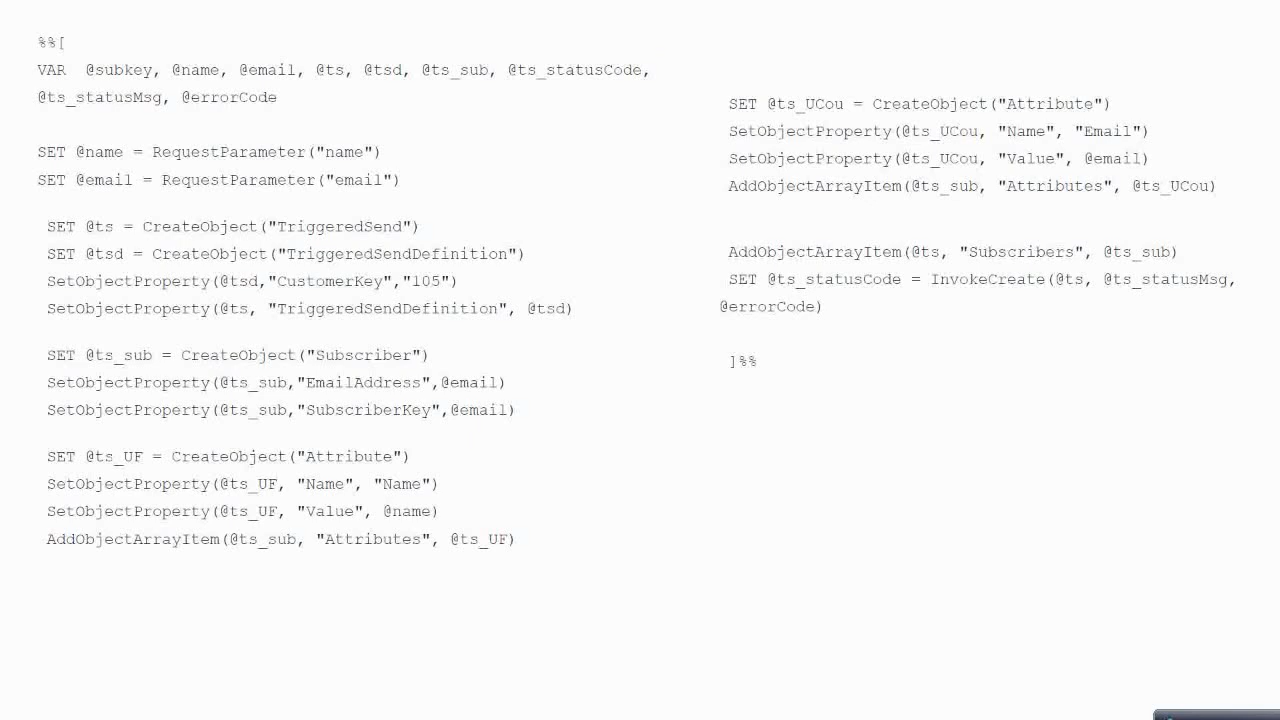 %%[
VAR  @subkey, @name, @email, @ts, @tsd, @ts_sub, @ts_statusCode,
@ts_statusMsg, @errorCode
SET @name = RequestParameter("name")
SET @email = RequestParameter("email")
SET @ts = CreateObject("TriggeredSend")
SET @tsd = CreateObject("TriggeredSendDefinition")
SetObjectProperty(@tsd,"CustomerKey","105")
SetObjectProperty(@ts, "TriggeredSendDefinition", @tsd)
SET @ts_sub = CreateObject("Subscriber")
SetObjectProperty(@ts_sub,"EmailAddress",@email)
SetObjectProperty(@ts_sub,"SubscriberKey",@email)
SET @ts_UF = CreateObject("Attribute")
SetObjectProperty(@ts_UF, "Name", "Name")
SetObjectProperty(@ts_UF, "Value", @name)
AddObjectArrayItem(@ts_sub, "Attributes", @ts_UF)
SET @ts_UCou = CreateObject("Attribute")
SetObjectProperty(@ts_UCou, "Name", "Email")
SetObjectProperty(@ts_UCou, "Value", @email)
AddObjectArrayItem(@ts_sub, "Attributes", @ts_UCou)
AddObjectArrayItem(@ts, "Subscribers", @ts_sub)
SET @ts_statusCode = InvokeCreate(@ts, @ts_statusMsg,
@errorCode)
]%%